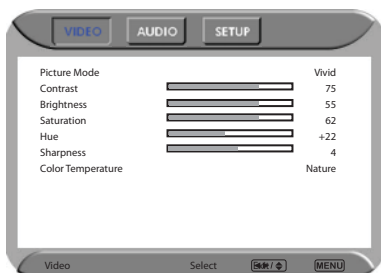 VIDEO AUDIO SETUP
Picture Mode Vivid
Contrast 75
Brightness 55
Saturation 62
Hue +22
Sharpness 4
Color Temperature Nature
Video Select MENU